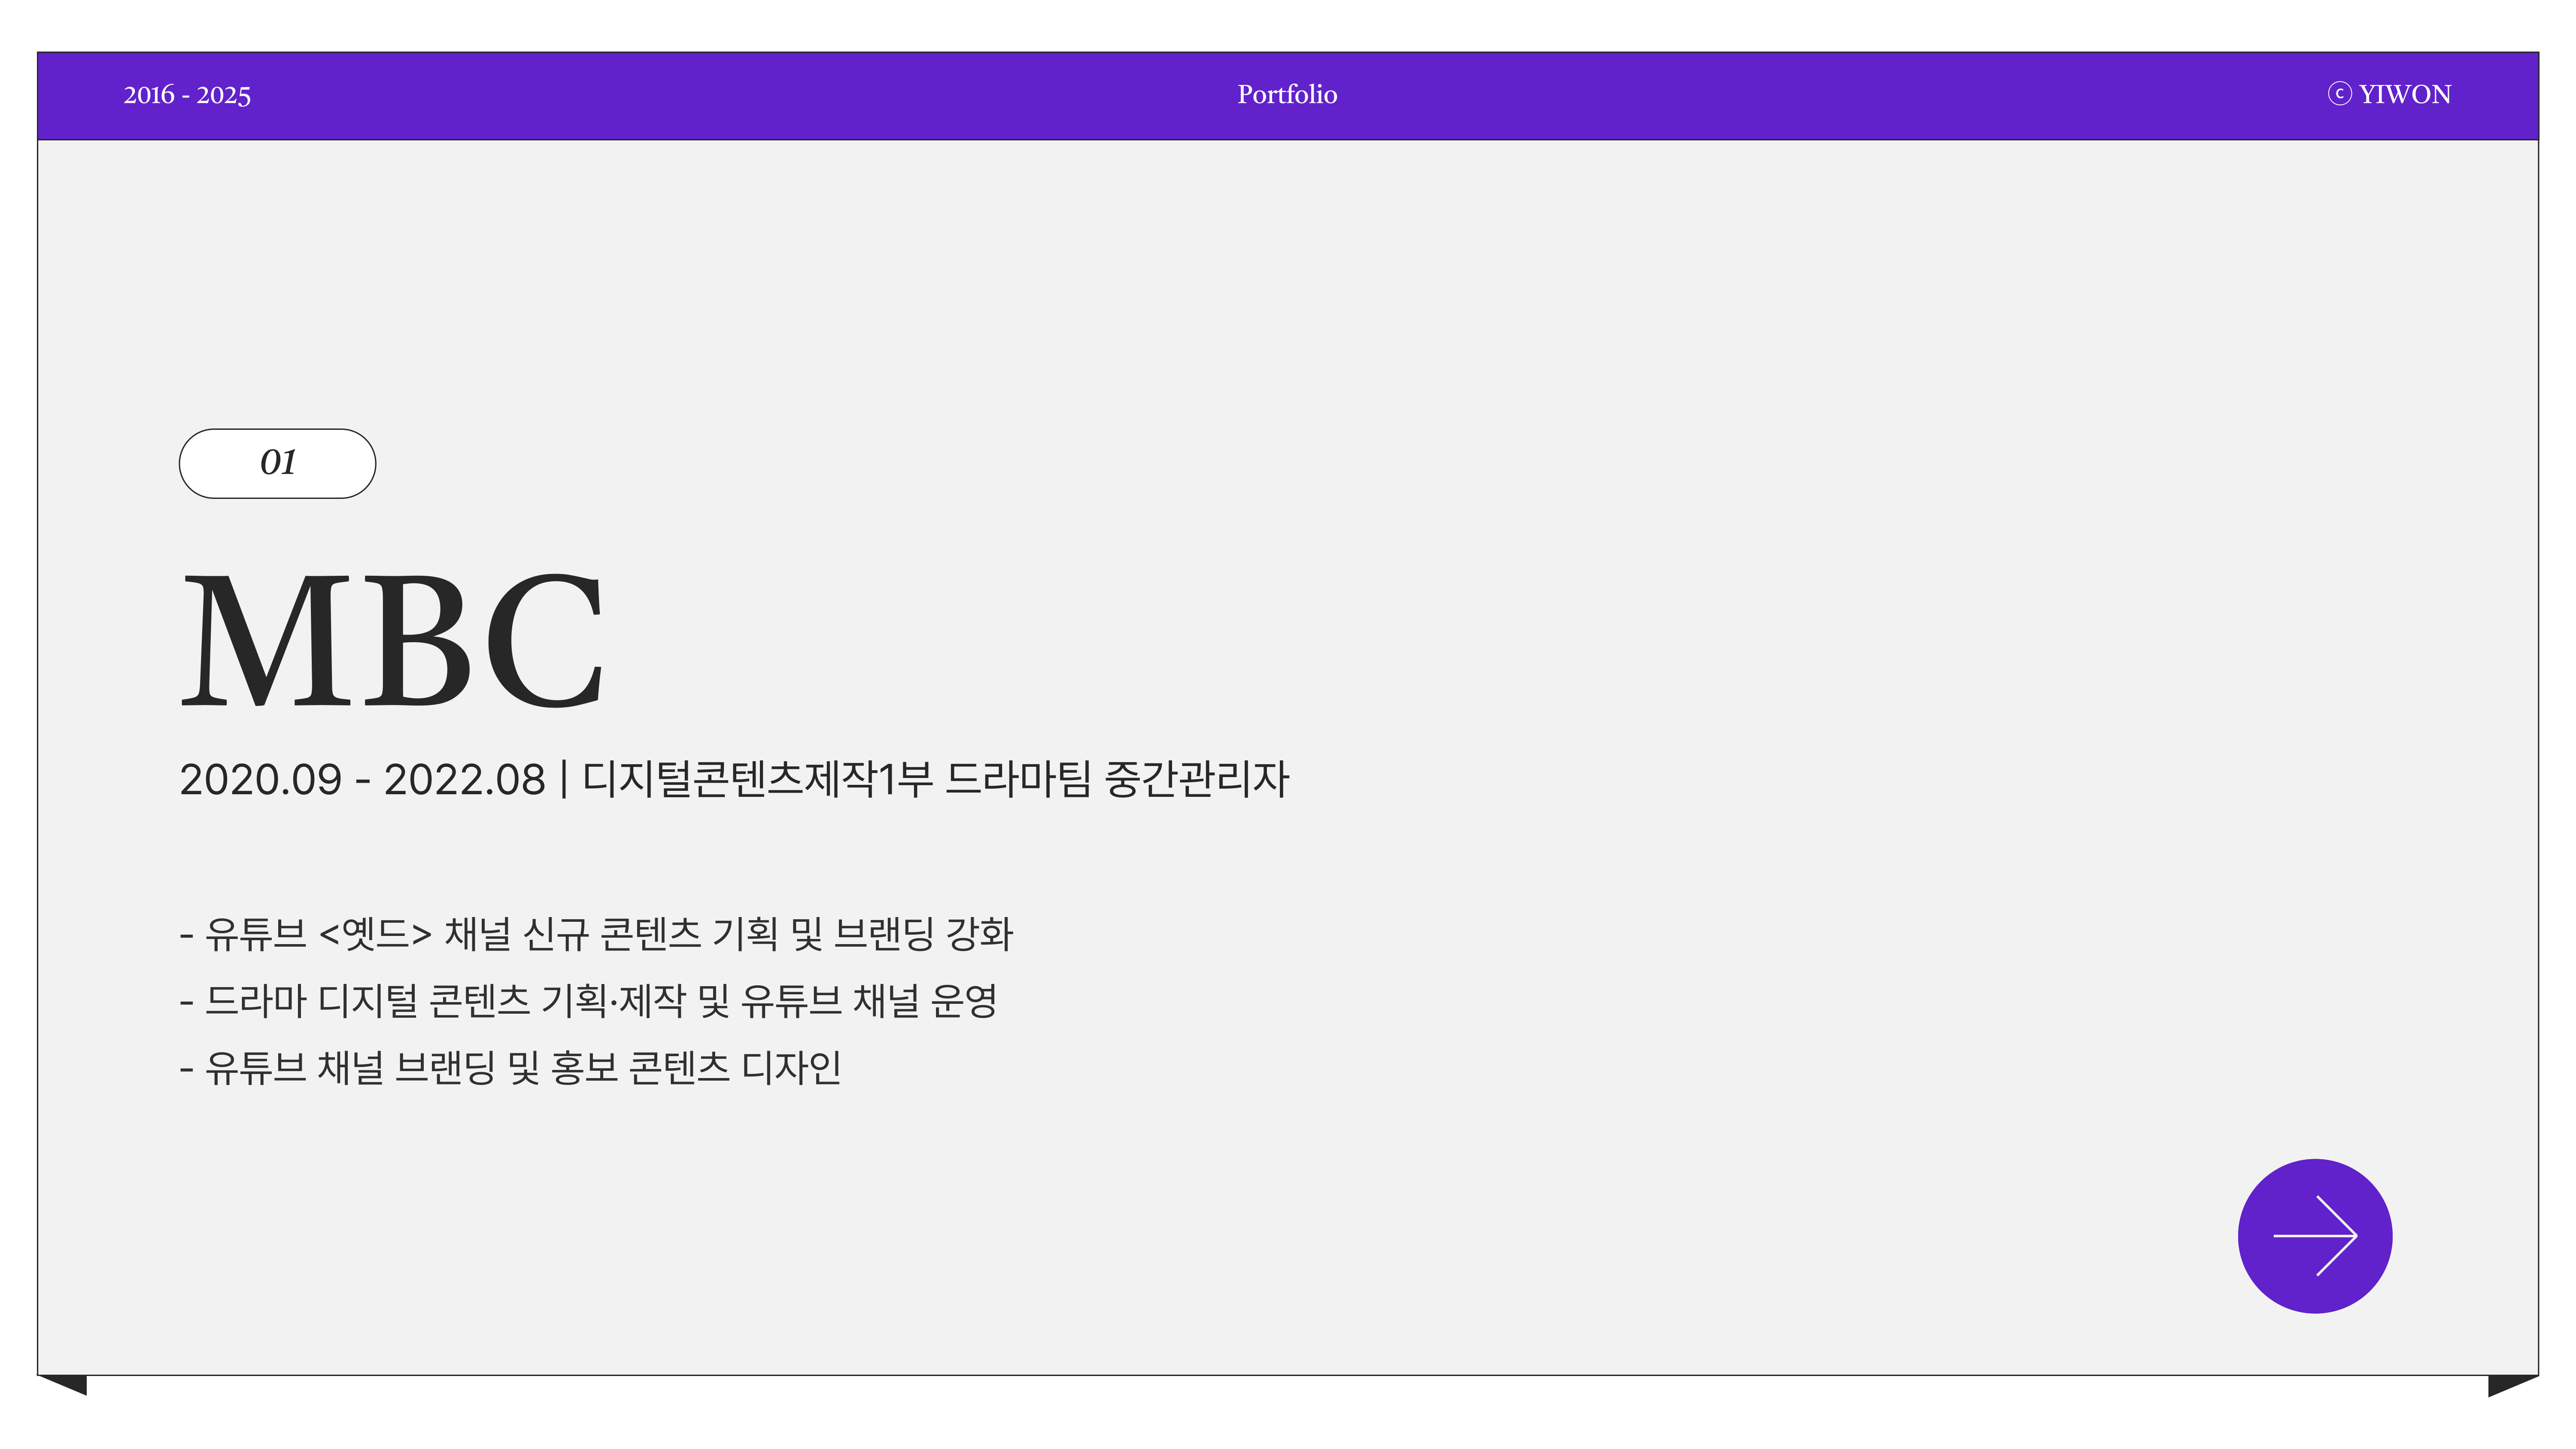 2016 - 2025
Portfolio
ⓒ YIWON
01
MBC
2020.09 - 2022.08 | 디지털콘텐츠제작1부 드라마팀 중간관리자
- 유튜브 <옛드> 채널 신규 콘텐츠 기획 및 브랜딩 강화
- 드라마 디지털 콘텐츠 기획·제작 및 유튜브 채널 운영
- 유튜브 채널 브랜딩 및 홍보 콘텐츠 디자인